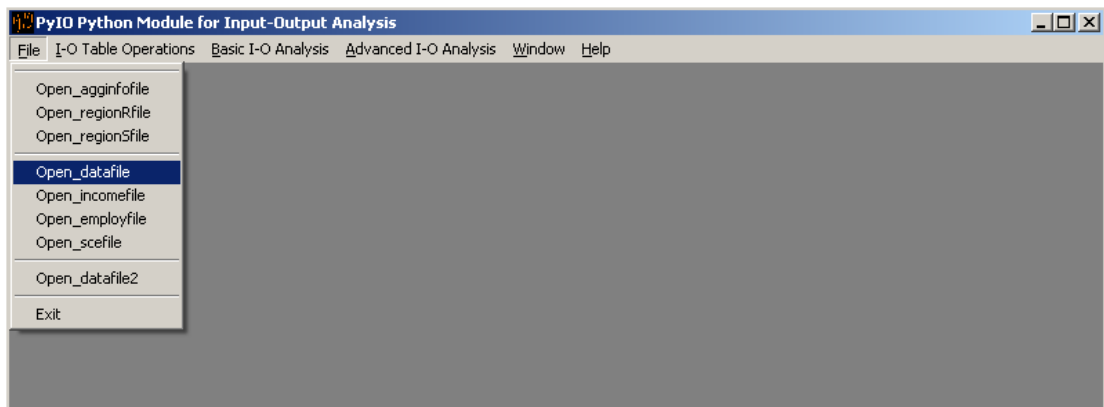 PyIO Python Module for Input-Output Analysis
File I-O Table Operations Basic I-O Analysis Advanced I-O Analysis Window Help
Open_agginfofile
Open_regionRfile
Open_regionSfile
Open_datafile
Open_incomefile
Open_employfile
Open_scefile
Open_datafile2
Exit